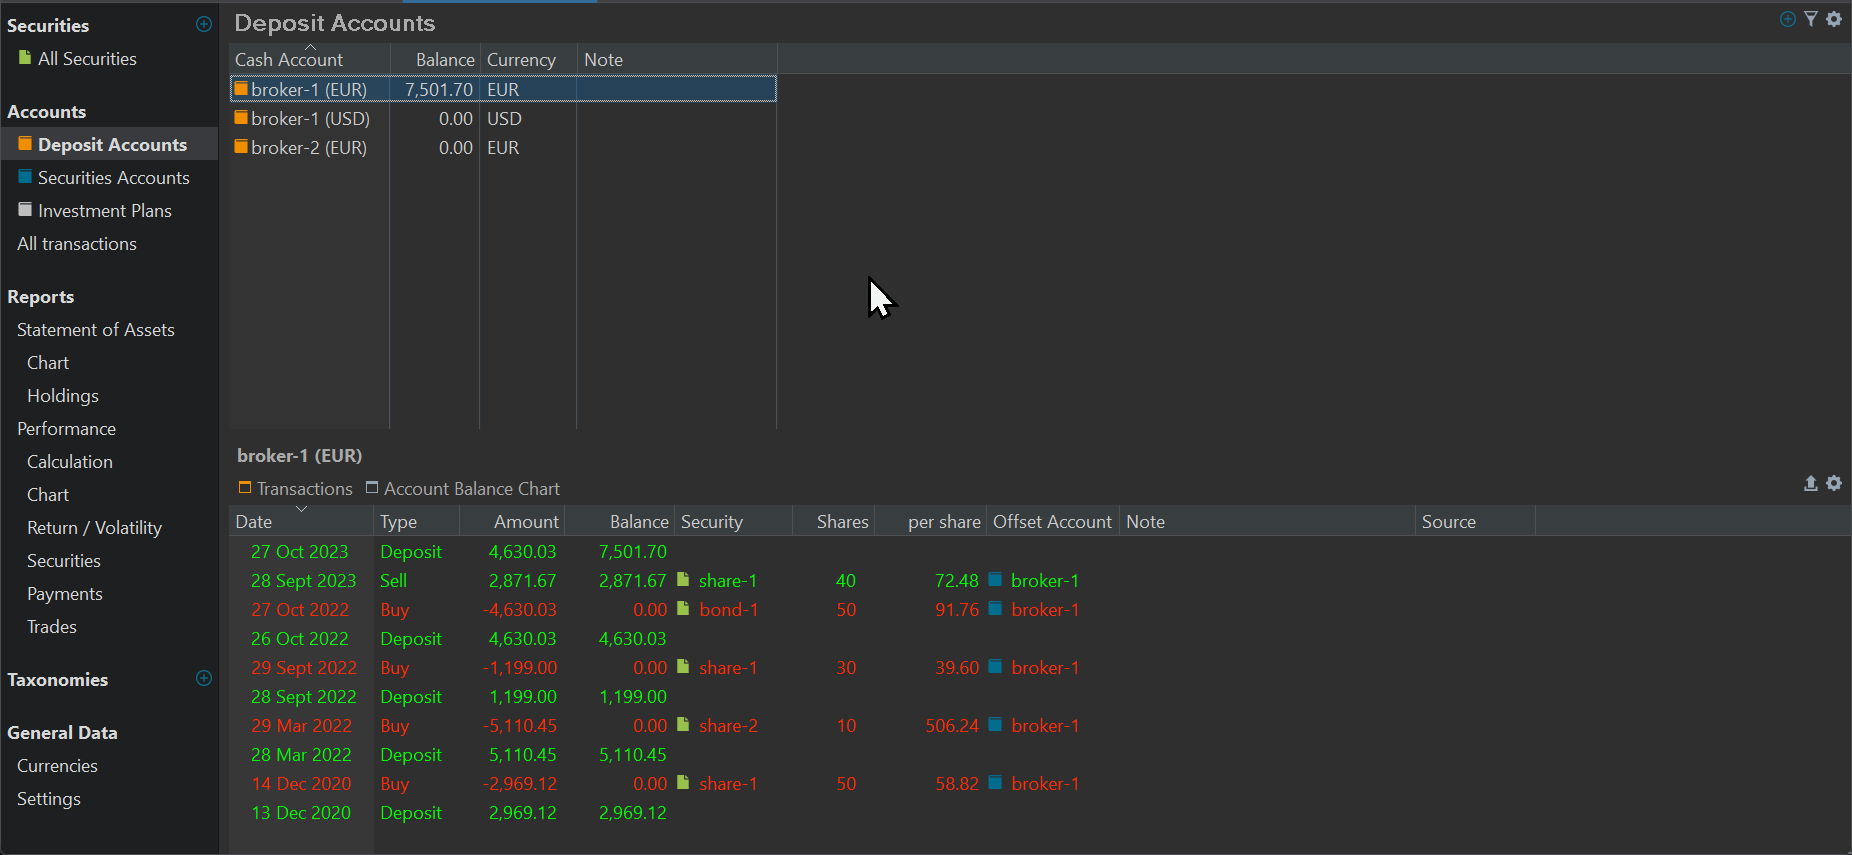 Securities
All Securities
Accounts
Deposit Accounts
Securities Accounts
Investment Plans
All transactions
Reports
Statement of Assets
Chart
Holdings
Performance
Calculation
Chart
Return / Volatility
Securities
Payments
Trades
Taxonomies
General Data
Currencies
Settings
Deposit Accounts
Cash Account Balance Currency Note
broker-1 (EUR) 7,501.70 EUR
broker-1 (USD) 0.00 USD
broker-2 (EUR) 0.00 EUR
broker-1 (EUR)
Transactions Account Balance Chart
Date Type Amount Balance Security Shares per share Offset Account Note Source
27 Oct 2023 Deposit 4,630.03 7,501.70
28 Sept 2023 Sell 2,871.67 2,871.67 share-1 40 72.48 broker-1
27 Oct 2022 Buy -4,630.03 0.00 bond-1 50 91.76 broker-1
26 Oct 2022 Deposit 4,630.03 4,630.03
29 Sept 2022 Buy -1,199.00 0.00 share-1 30 39.60 broker-1
28 Sept 2022 Deposit 1,199.00 1,199.00
29 Mar 2022 Buy -5,110.45 0.00 share-2 10 506.24 broker-1
28 Mar 2022 Deposit 5,110.45 5,110.45
14 Dec 2020 Buy -2,969.12 0.00 share-1 50 58.82 broker-1
13 Dec 2020 Deposit 2,969.12 2,969.12